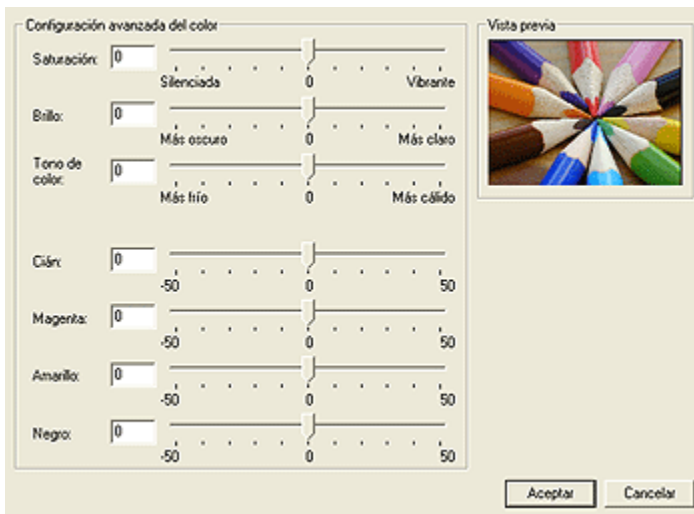 Configuración avanzada del color
Saturación: 0
Silenciada 0 Vibrante
Brillo: 0
Más oscuro 0 Más claro
Tono de
color: 0
Más frío 0 Más cálido
Cián: 0
-50 0 50
Magenta: 0
-50 0 50
Amarillo: 0
-50 0 50
Negro: 0
-50 0 50
Vista previa
Aceptar
Cancelar